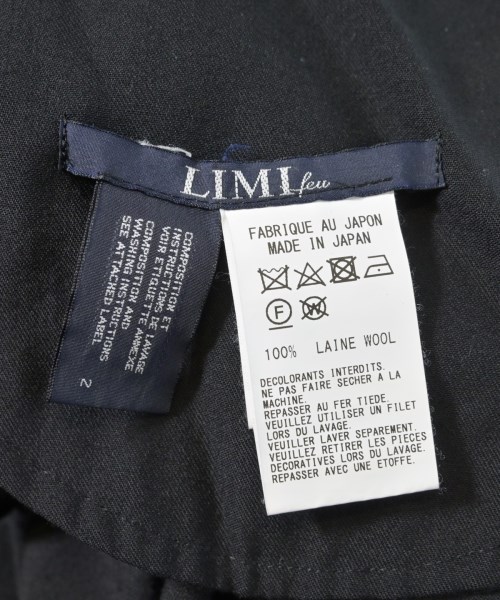 LIMI feu
COMPOSITION ET
INSTRUCTIONS DE LAVAGE
VOIR ETIQUETTE ANNEXE
COMPOSITION AND
WASHING INSTRUCTIONS
SEE ATTACHED LABEL
2
FABRIQUE AU JAPON
MADE IN JAPAN
F W
100% LAINE WOOL
DECOLORANTS INTERDITS.
NE PAS FAIRE SECHER A LA
MACHINE.
REPASSER AU FER TIEDE.
VEUILLEZ UTILISER UN FILET
LORS DU LAVAGE.
VEUILLER LAVER SEPAREMENT.
VEUILLEZ RETIRER LES PIECES
DECORATIVES LORS DU LAVAGE.
REPASSER AVEC UNE ETOFFE.